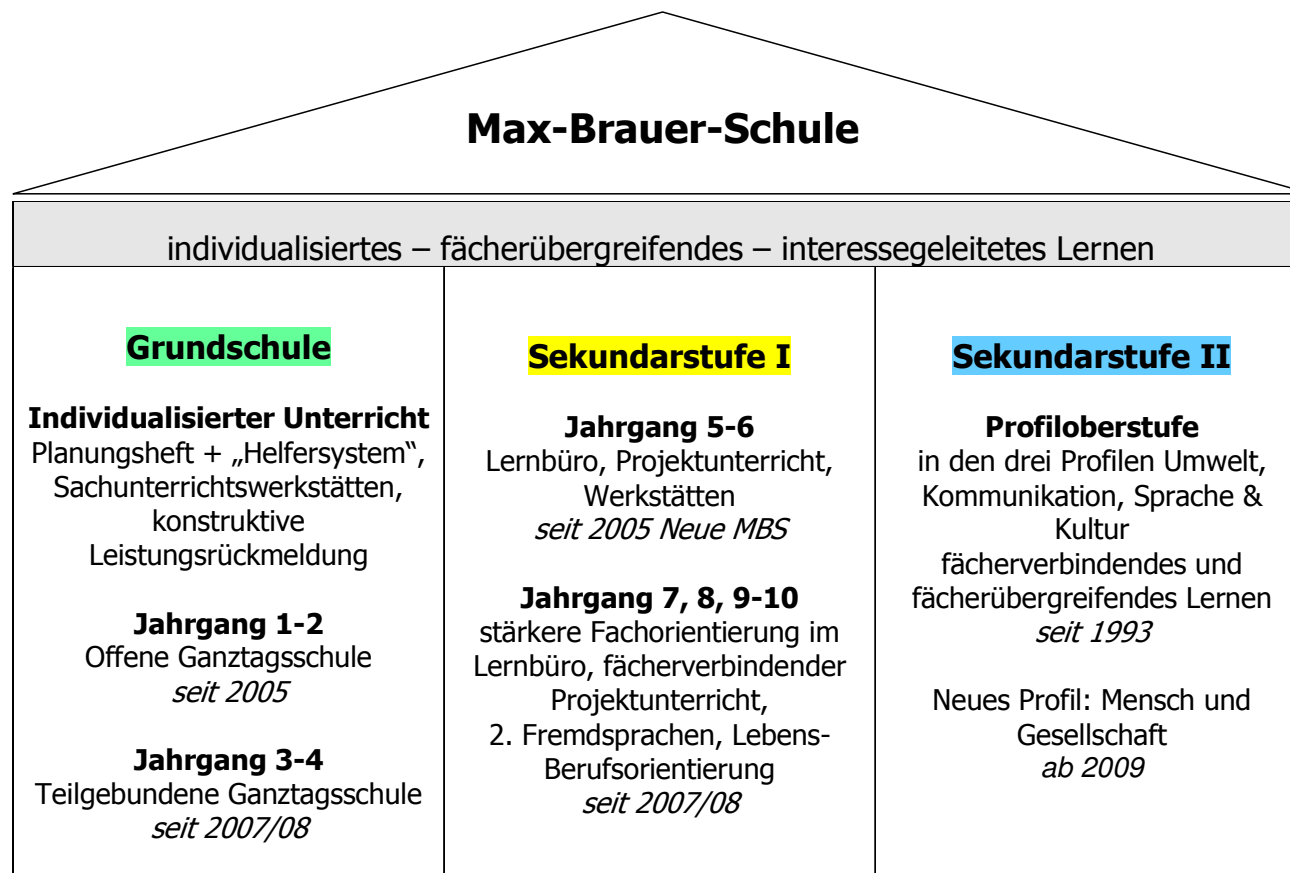 Max-Brauer-Schule
individualisiertes – fächerübergreifendes – interessegeleitetes Lernen
Grundschule
Individualisierter Unterricht
Planungsheft + „Helfersystem“,
Sachunterrichtswerkstätten,
konstruktive
Leistungsrückmeldung
Jahrgang 1-2
Offene Ganztagsschule
seit 2005
Jahrgang 3-4
Teilgebundene Ganztagsschule
seit 2007/08
Sekundarstufe I
Jahrgang 5-6
Lernbüro, Projektunterricht,
Werkstätten
seit 2005 Neue MBS
Jahrgang 7, 8, 9-10
stärkere Fachorientierung im
Lernbüro, fächerverbindender
Projektunterricht,
2. Fremdsprachen, Lebens-
Berufsorientierung
seit 2007/08
Sekundarstufe II
Profiloberstufe
in den drei Profilen Umwelt,
Kommunikation, Sprache &
Kultur
fächerverbindendes und
fächerübergreifendes Lernen
seit 1993
Neues Profil: Mensch und
Gesellschaft
ab 2009